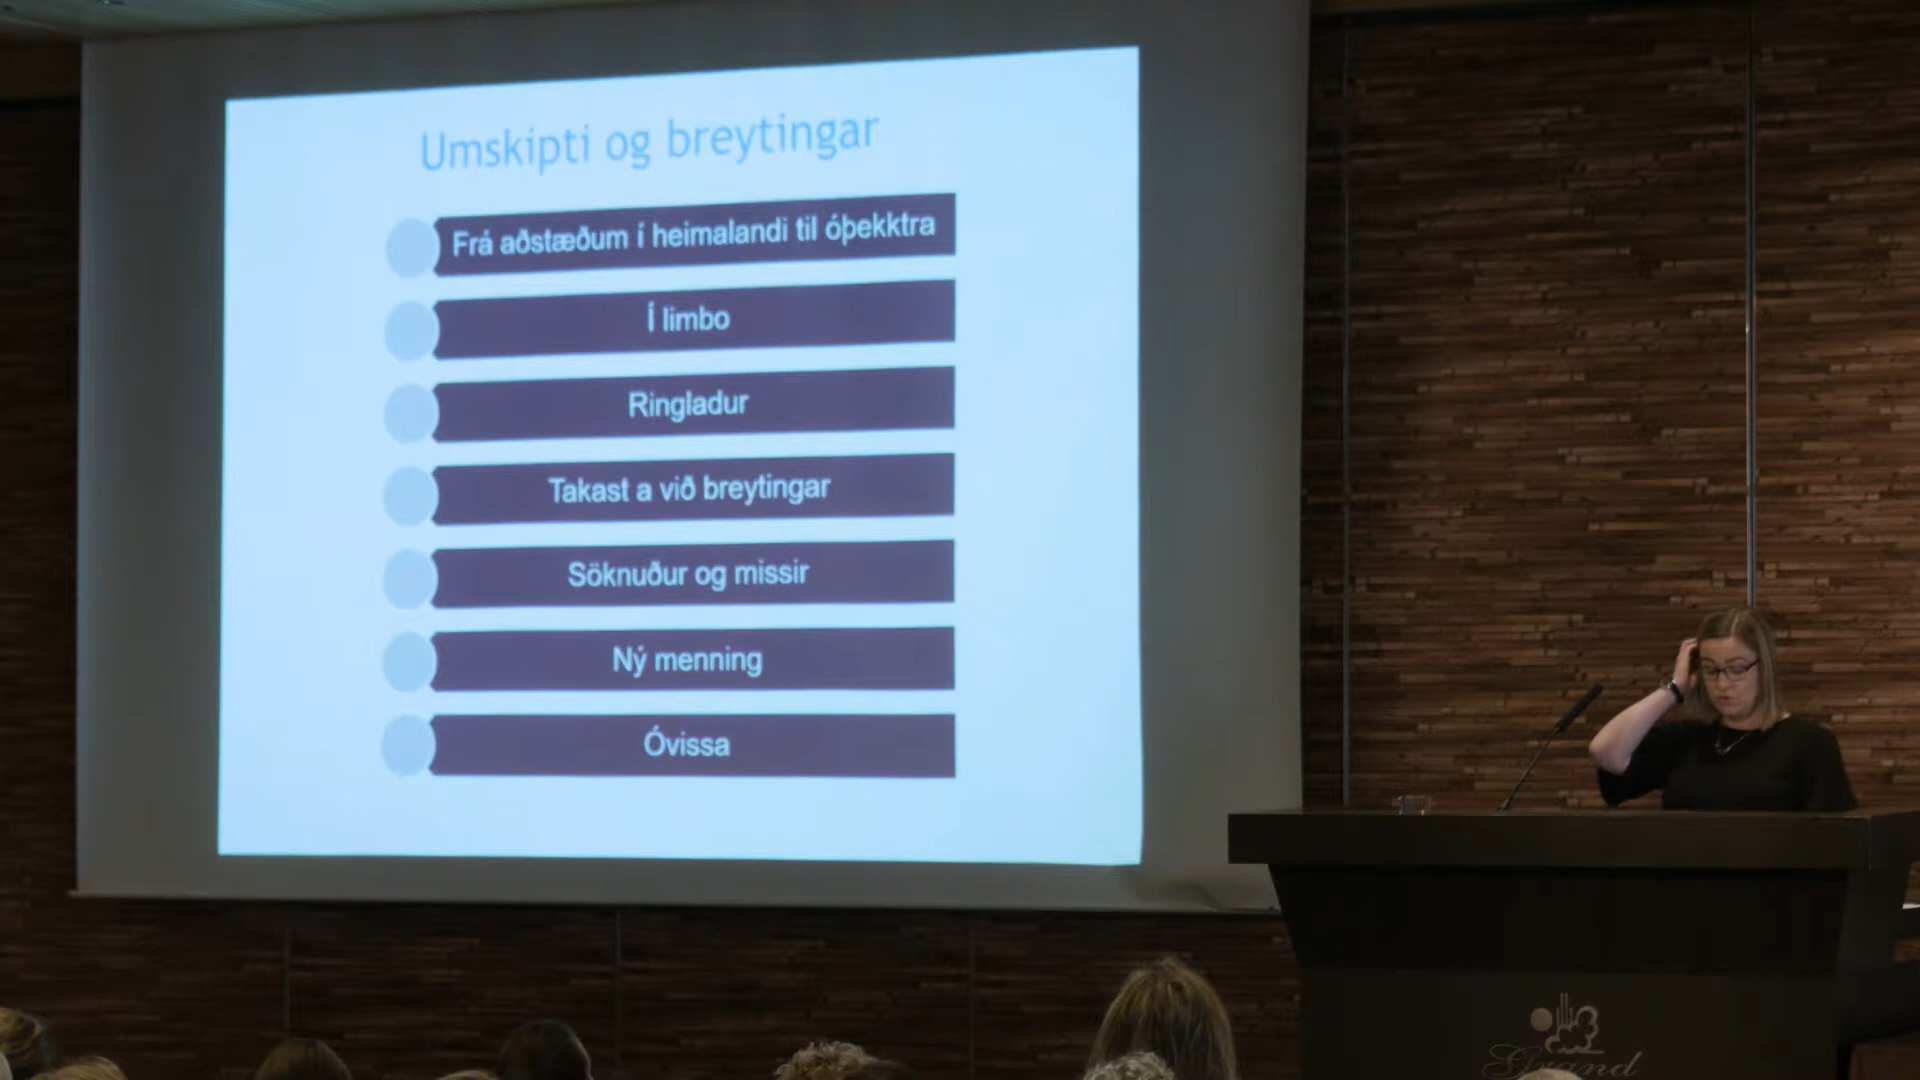 Umskipti og breytingar
Frá aðstæðum í heimalandi til óþekktra
Í limbo
Ringladur
Takast a við breytingar
Söknuður og missir
Ný menning
Óvissa
Grand